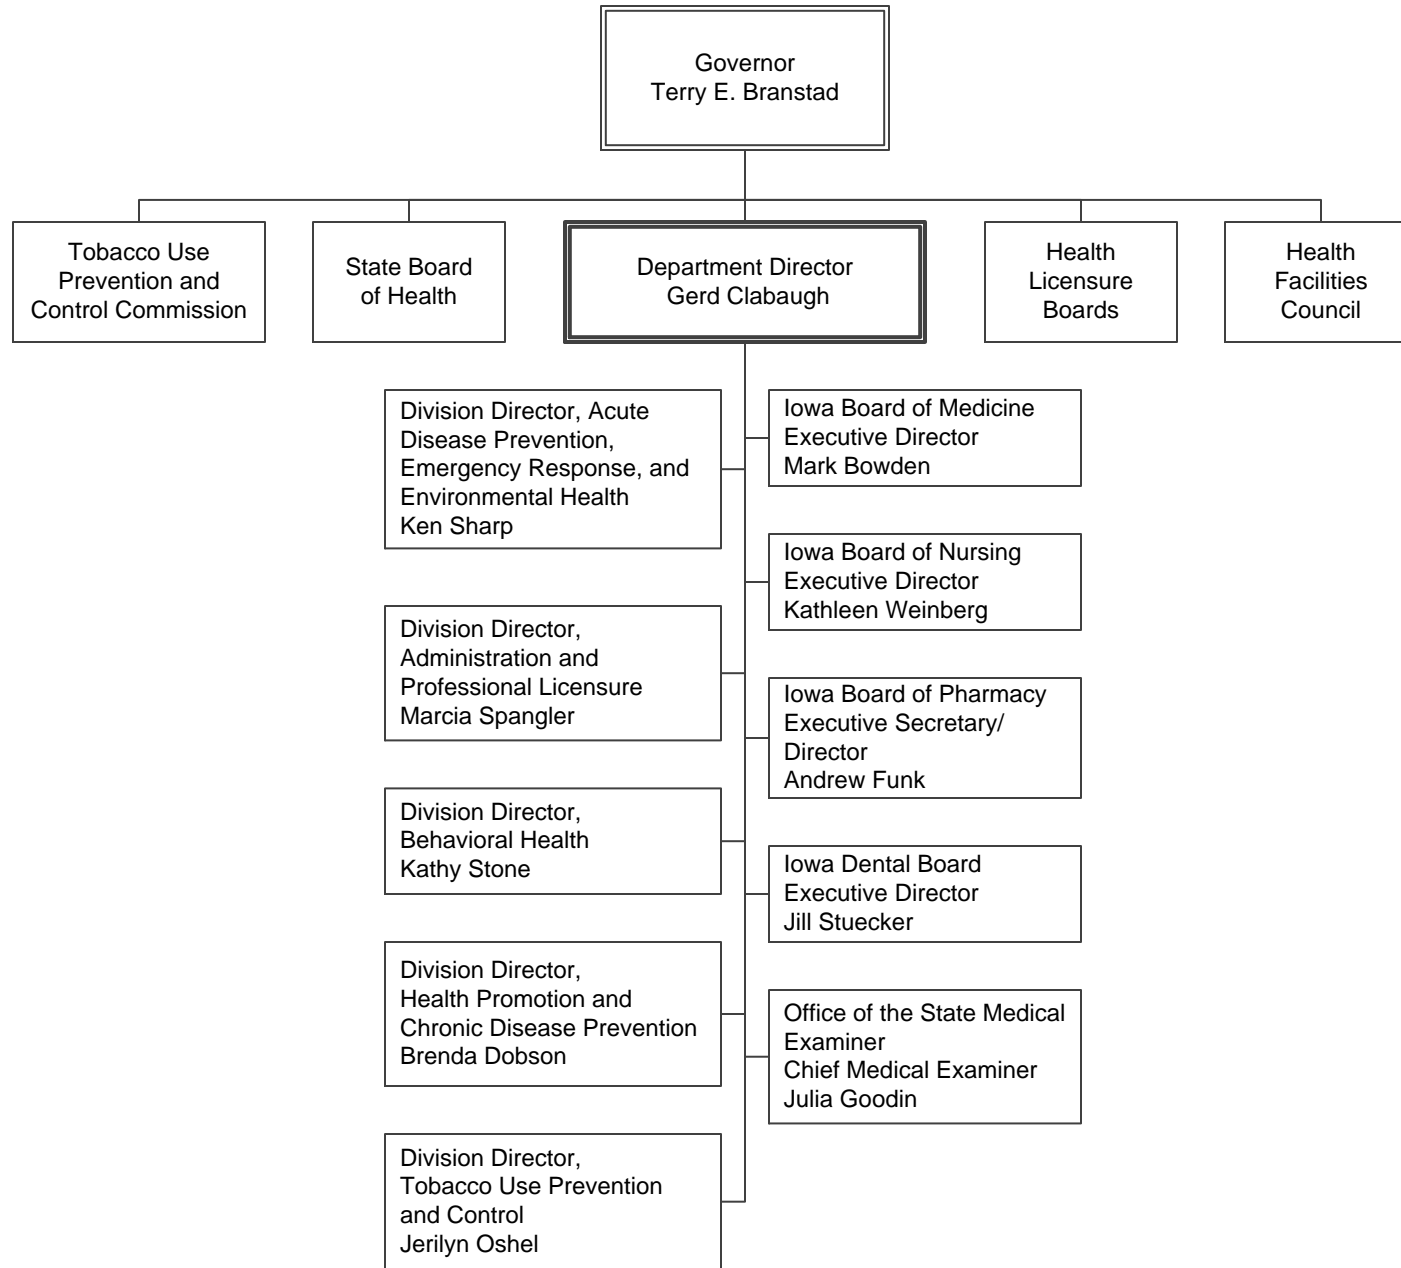 Governor
Terry E. Branstad
Tobacco Use
Prevention and
Control Commission
State Board
of Health
Department Director
Gerd Clabaugh
Health
Licensure
Boards
Health
Facilities
Council
Division Director, Acute
Disease Prevention,
Emergency Response, and
Environmental Health
Ken Sharp
Iowa Board of Medicine
Executive Director
Mark Bowden
Iowa Board of Nursing
Executive Director
Kathleen Weinberg
Division Director,
Administration and
Professional Licensure
Marcia Spangler
Iowa Board of Pharmacy
Executive Secretary/
Director
Andrew Funk
Division Director,
Behavioral Health
Kathy Stone
Iowa Dental Board
Executive Director
Jill Stuecker
Division Director,
Health Promotion and
Chronic Disease Prevention
Brenda Dobson
Office of the State Medical
Examiner
Chief Medical Examiner
Julia Goodin
Division Director,
Tobacco Use Prevention
and Control
Jerilyn Oshel